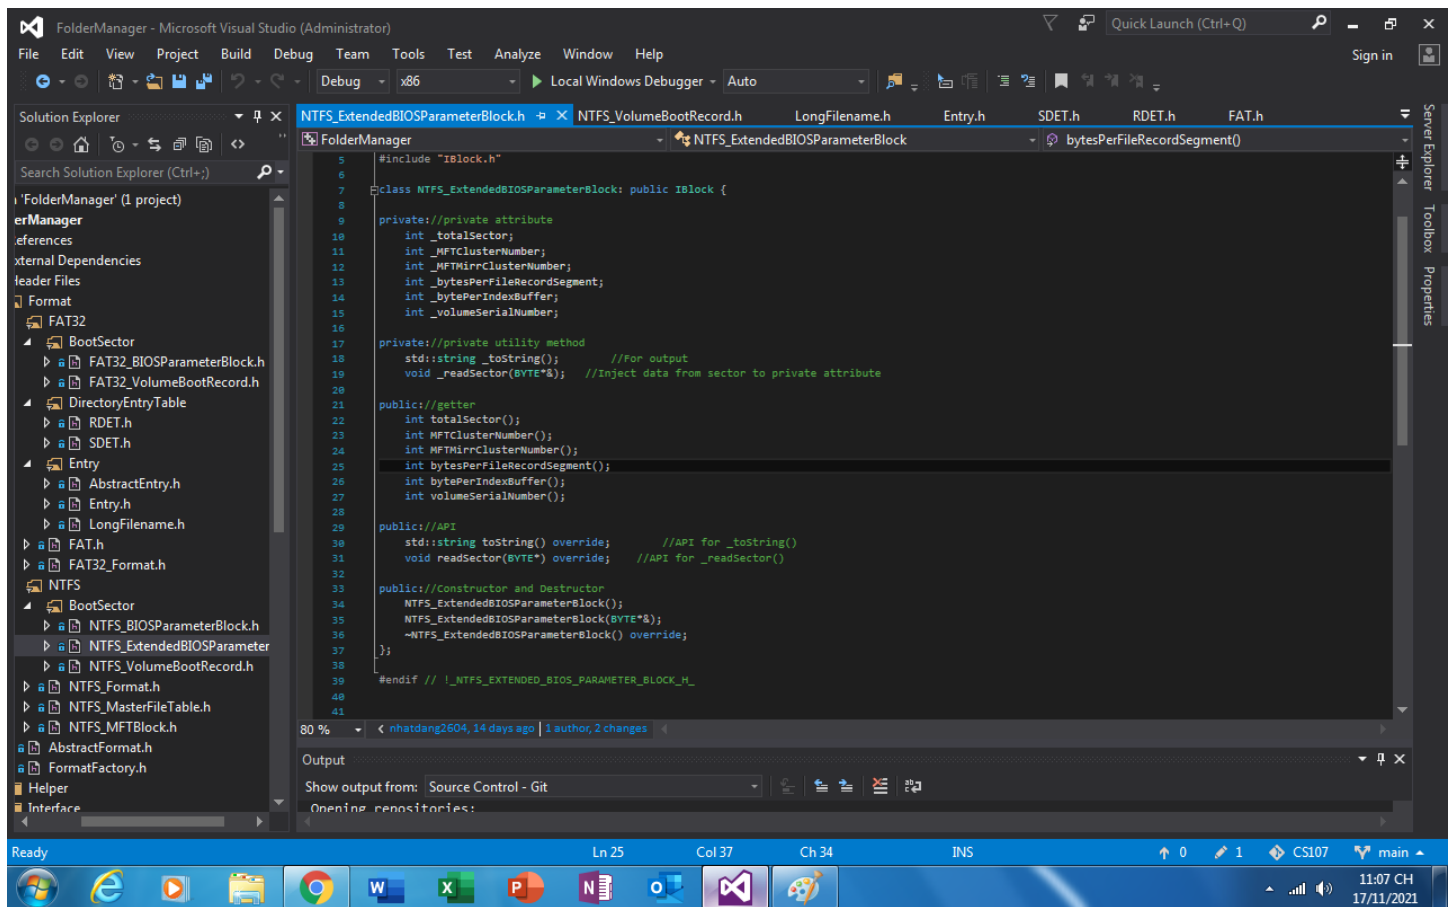 FolderManager - Microsoft Visual Studio (Administrator)
Quick Launch (Ctrl+Q)
File Edit View Project Build Debug Team Tools Test Analyze Window Help
Sign in
Debug x86 Local Windows Debugger Auto
Solution Explorer
Search Solution Explorer (Ctrl+;)
'FolderManager' (1 project)
erManager
eferences
xternal Dependencies
Header Files
Format
FAT32
BootSector
FAT32_BIOSParameterBlock.h
FAT32_VolumeBootRecord.h
DirectoryEntryTable
RDET.h
SDET.h
Entry
AbstractEntry.h
Entry.h
LongFilename.h
FAT.h
FAT32_Format.h
NTFS
BootSector
NTFS_BIOSParameterBlock.h
NTFS_ExtendedBIOSParameter
NTFS_VolumeBootRecord.h
NTFS_Format.h
NTFS_MasterFileTable.h
NTFS_MFTBlock.h
AbstractFormat.h
FormatFactory.h
Helper
Interface
NTFS_ExtendedBIOSParameterBlock.h NTFS_VolumeBootRecord.h LongFilename.h Entry.h SDET.h RDET.h FAT.h
FolderManager NTFS_ExtendedBIOSParameterBlock bytesPerFileRecordSegment()
5 #include "IBlock.h"
6
7 class NTFS_ExtendedBIOSParameterBlock: public IBlock {
8
9 private://private attribute
10 int _totalSector;
11 int _MFTClusterNumber;
12 int _MFTMirrClusterNumber;
13 int _bytesPerFileRecordSegment;
14 int _bytePerIndexBuffer;
15 int _volumeSerialNumber;
16
17 private://private utility method
18 std::string _toString(); //For output
19 void _readSector(BYTE*&); //Inject data from sector to private attribute
20
21 public://getter
22 int totalSector();
23 int MFTClusterNumber();
24 int MFTMirrClusterNumber();
25 int bytesPerFileRecordSegment();
26 int bytePerIndexBuffer();
27 int volumeSerialNumber();
28
29 public://API
30 std::string toString() override; //API for _toString()
31 void readSector(BYTE*) override; //API for _readSector()
32
33 public://Constructor and Destructor
34 NTFS_ExtendedBIOSParameterBlock();
35 NTFS_ExtendedBIOSParameterBlock(BYTE*&);
36 ~NTFS_ExtendedBIOSParameterBlock() override;
37 };
38
39 #endif // !_NTFS_EXTENDED_BIOS_PARAMETER_BLOCK_H_
40
41
80 % nhatdang2604, 14 days ago | 1 author, 2 changes
Output
Show output from: Source Control - Git
Opening repositories:
Server Explorer
Toolbox
Properties
Ready Ln 25 Col 37 Ch 34 INS 0 1 CS107 main
11:07 CH
17/11/2021